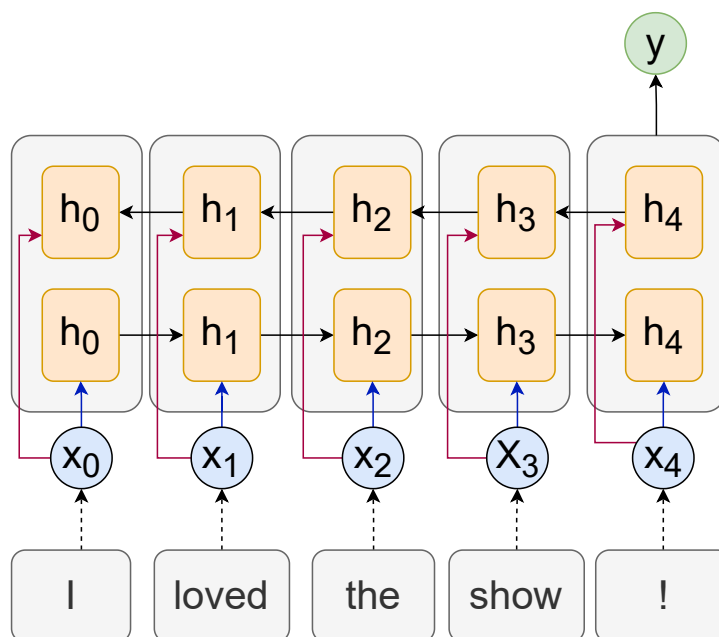 y
h₀ h₁ h₂ h₃ h₄
h₀ h₁ h₂ h₃ h₄
x₀ x₁ x₂ X₃ x₄
I loved the show !